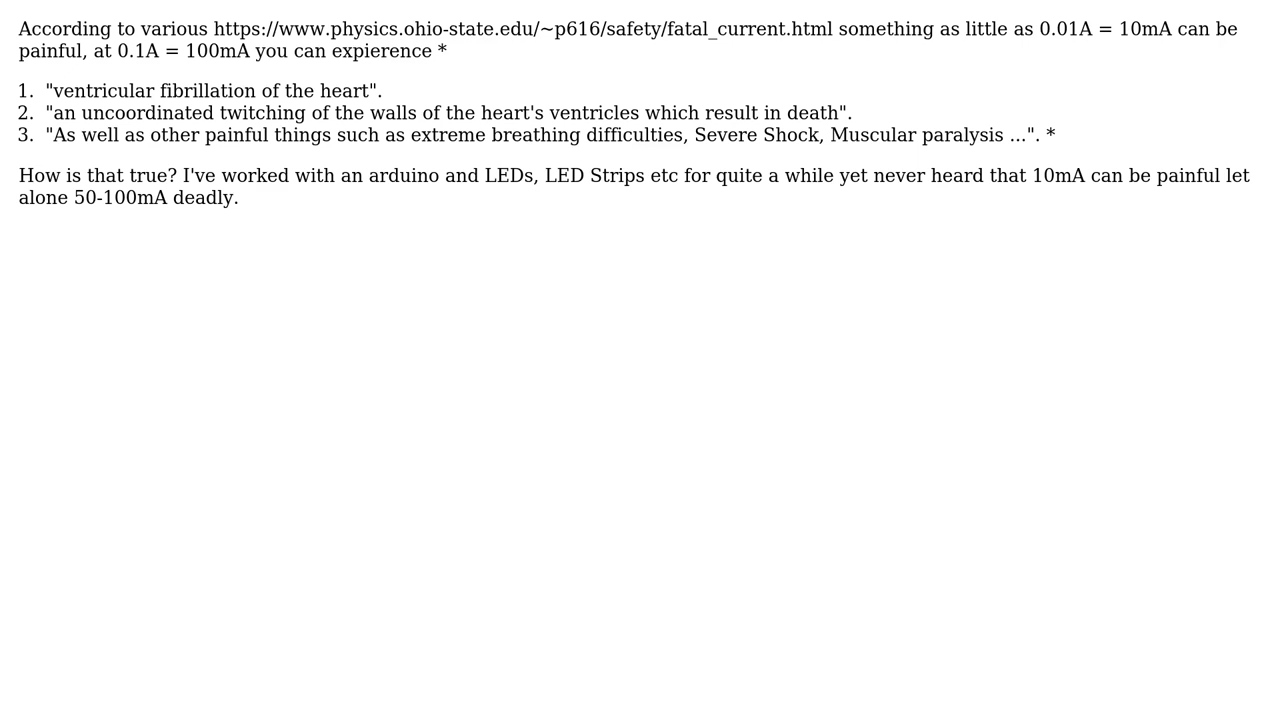 According to various https://www.physics.ohio-state.edu/~p616/safety/fatal_current.html something as little as 0.01A = 10mA can be
painful, at 0.1A = 100mA you can expierence *
1. "ventricular fibrillation of the heart".
2. "an uncoordinated twitching of the walls of the heart's ventricles which result in death".
3. "As well as other painful things such as extreme breathing difficulties, Severe Shock, Muscular paralysis ...". *
How is that true? I've worked with an arduino and LEDs, LED Strips etc for quite a while yet never heard that 10mA can be painful let
alone 50-100mA deadly.